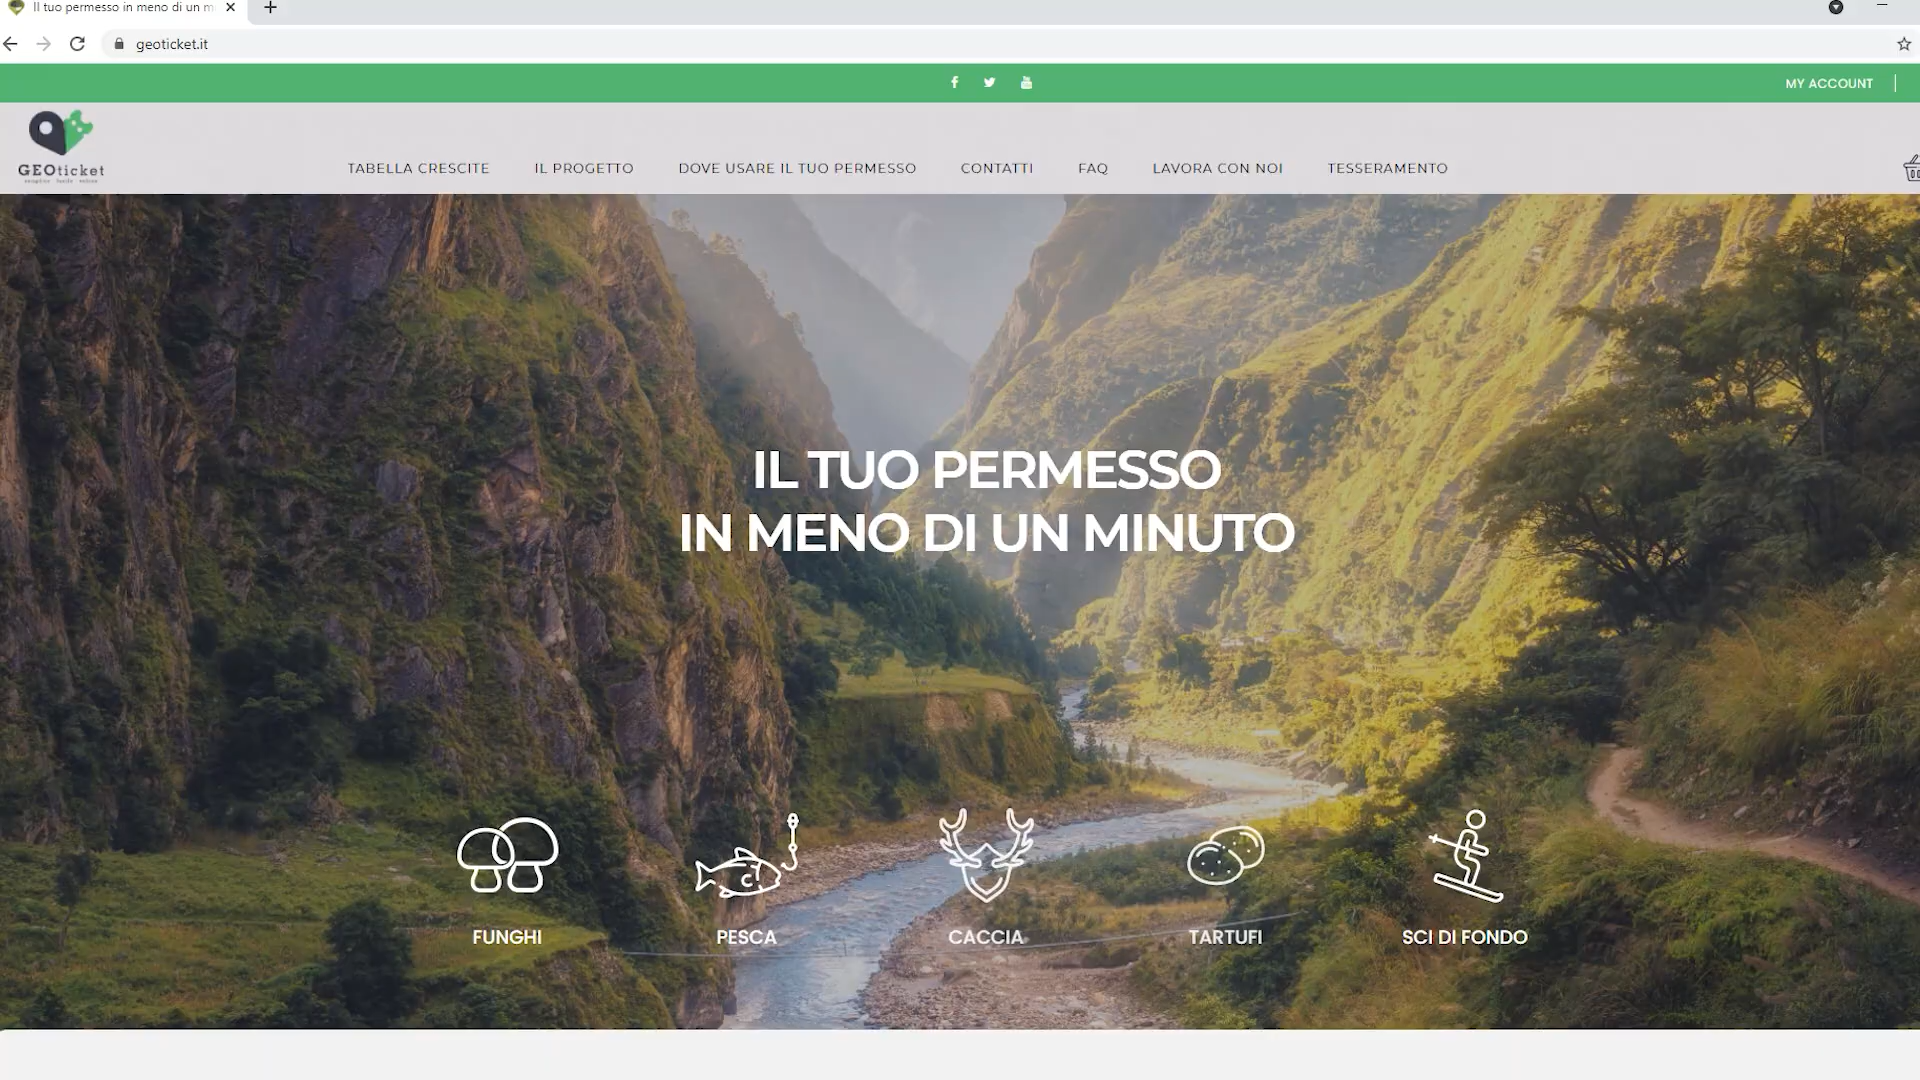 Il tuo permesso in meno di un m
geoticket.it
MY ACCOUNT
GEOticket
TABELLA CRESCITE
IL PROGETTO
DOVE USARE IL TUO PERMESSO
CONTATTI
FAQ
LAVORA CON NOI
TESSERAMENTO
IL TUO PERMESSO
IN MENO DI UN MINUTO
FUNGHI
PESCA
CACCIA
TARTUFI
SCI DI FONDO